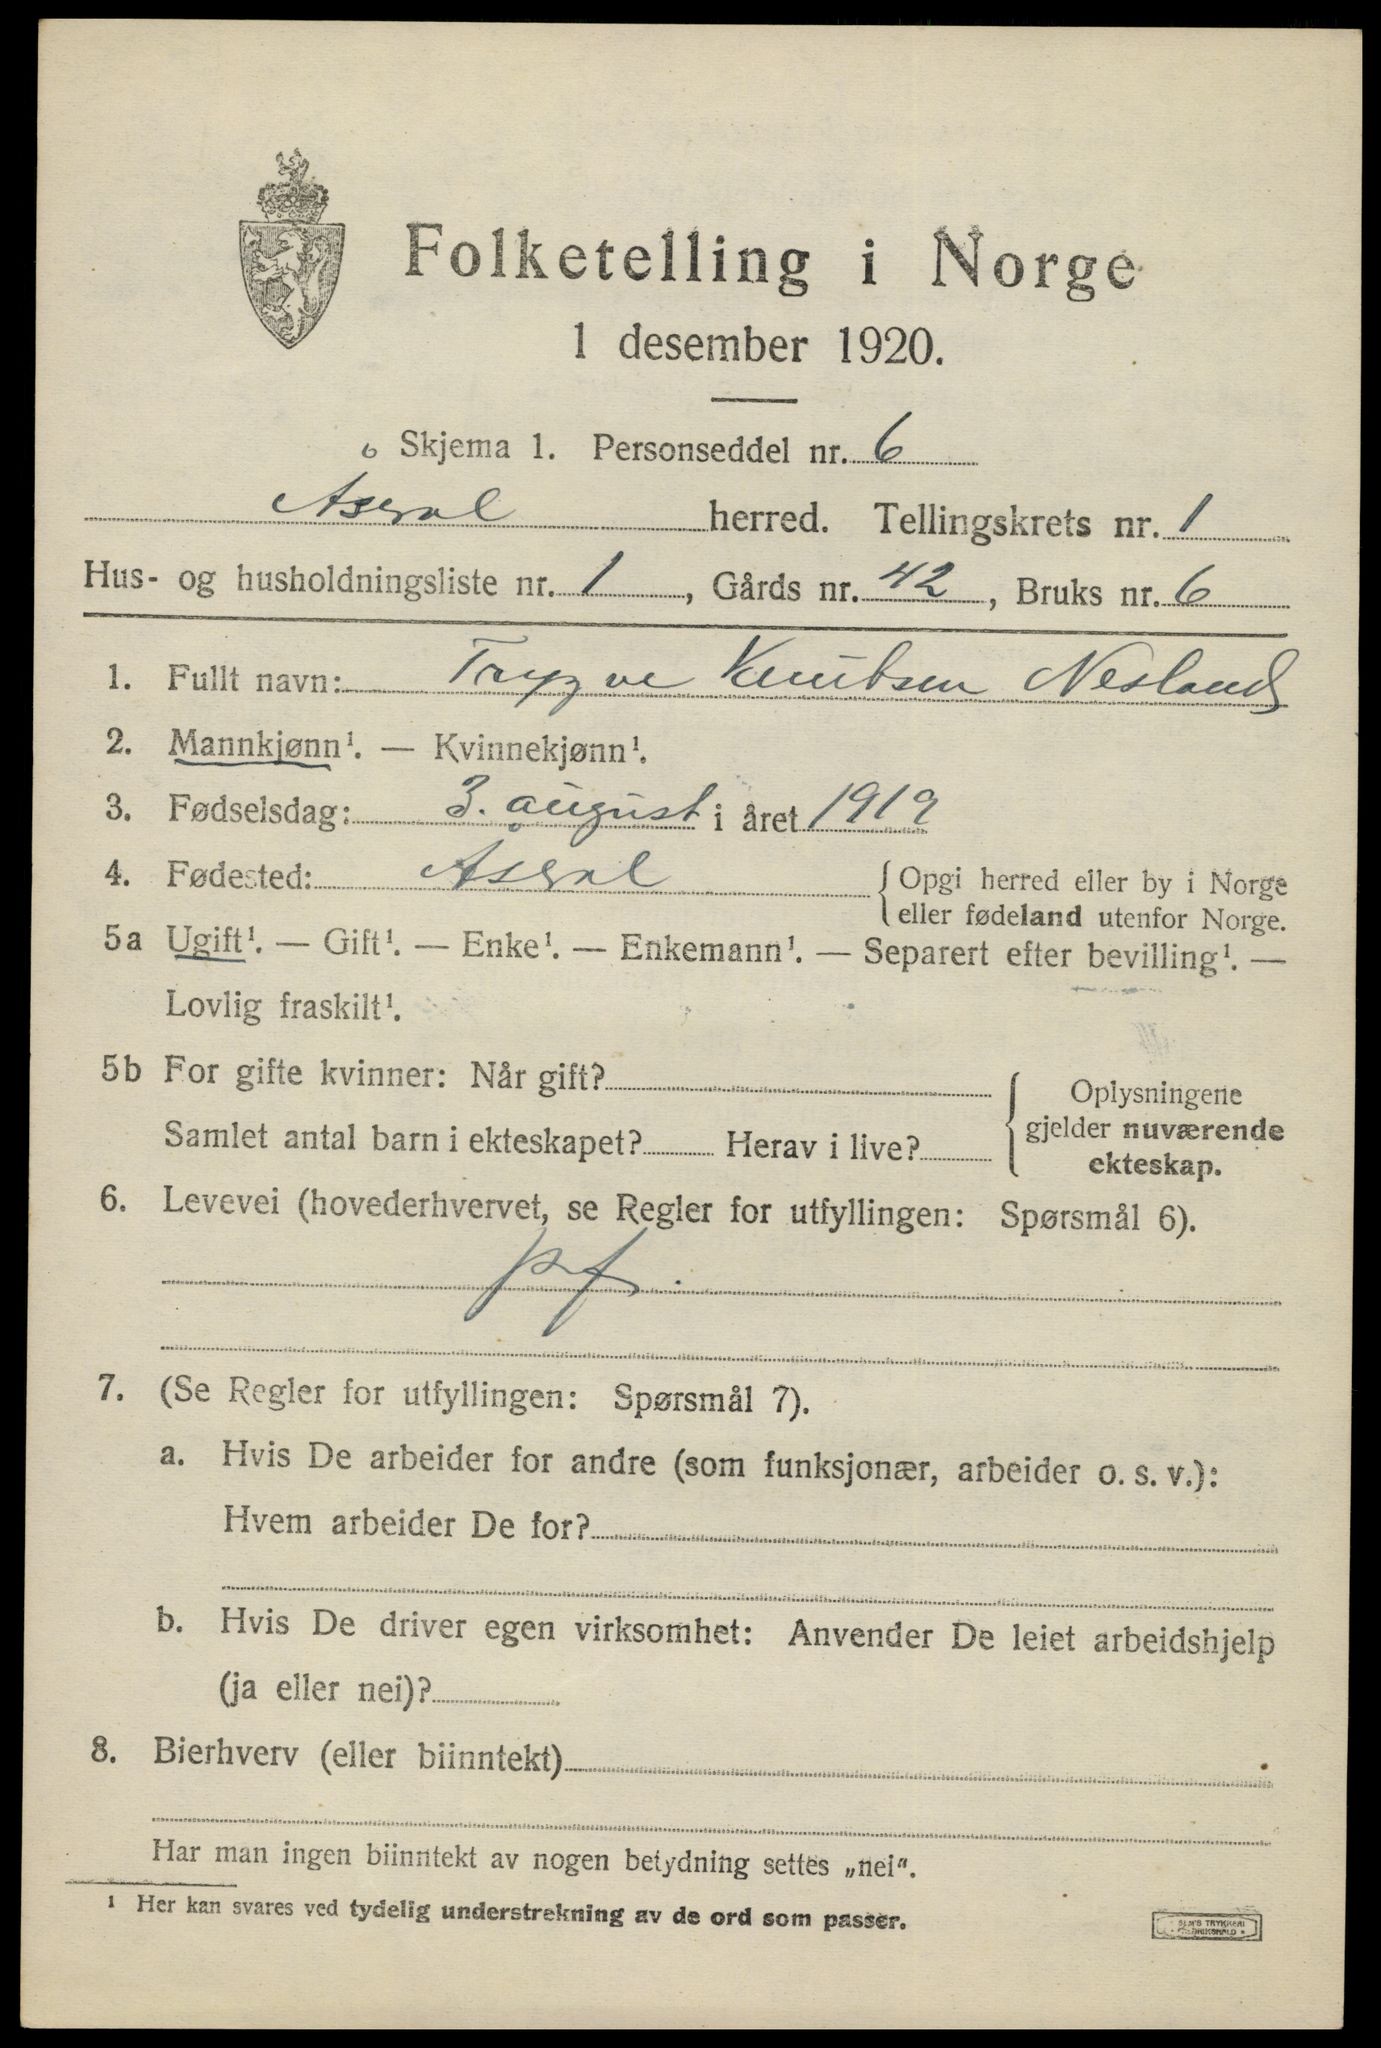 Folketelling i Norge
1 desember 1920.
6 Skjema 1. Personseddel nr. 6
Åseral herred. Tellingskrets nr. 1
Hus- og husholdningsliste nr. 1, Gårds nr. 42, Bruks nr. 6
1. Fullt navn: Trygve Knutsen Nesland
2. Mannkjønn¹. — Kvinnekjønn¹.
3. Fødselsdag: 3. august i året 1919
4. Fødested: Åseral {Opgi herred eller by i Norge
eller fødeland utenfor Norge.
5a Ugift¹. — Gift¹. — Enke¹. — Enkemann¹. — Separert efter bevilling¹. —
Lovlig fraskilt¹.
5b For gifte kvinner: Når gift?
Samlet antal barn i ekteskapet? Herav i live?
{Oplysningene
gjelder nuværende
ekteskap.
6. Levevei (hovederhvervet, se Regler for utfyllingen: Spørsmål 6).
pf.
7. (Se Regler for utfyllingen: Spørsmål 7).
a. Hvis De arbeider for andre (som funksjonær, arbeider o. s. v.):
Hvem arbeider De for?
b. Hvis De driver egen virksomhet: Anvender De leiet arbeidshjelp
(ja eller nei)?
8. Bierhverv (eller biinntekt)
Har man ingen biinntekt av nogen betydning settes „nei".
¹ Her kan svares ved tydelig understrekning av de ord som passer.
TRYKKERI